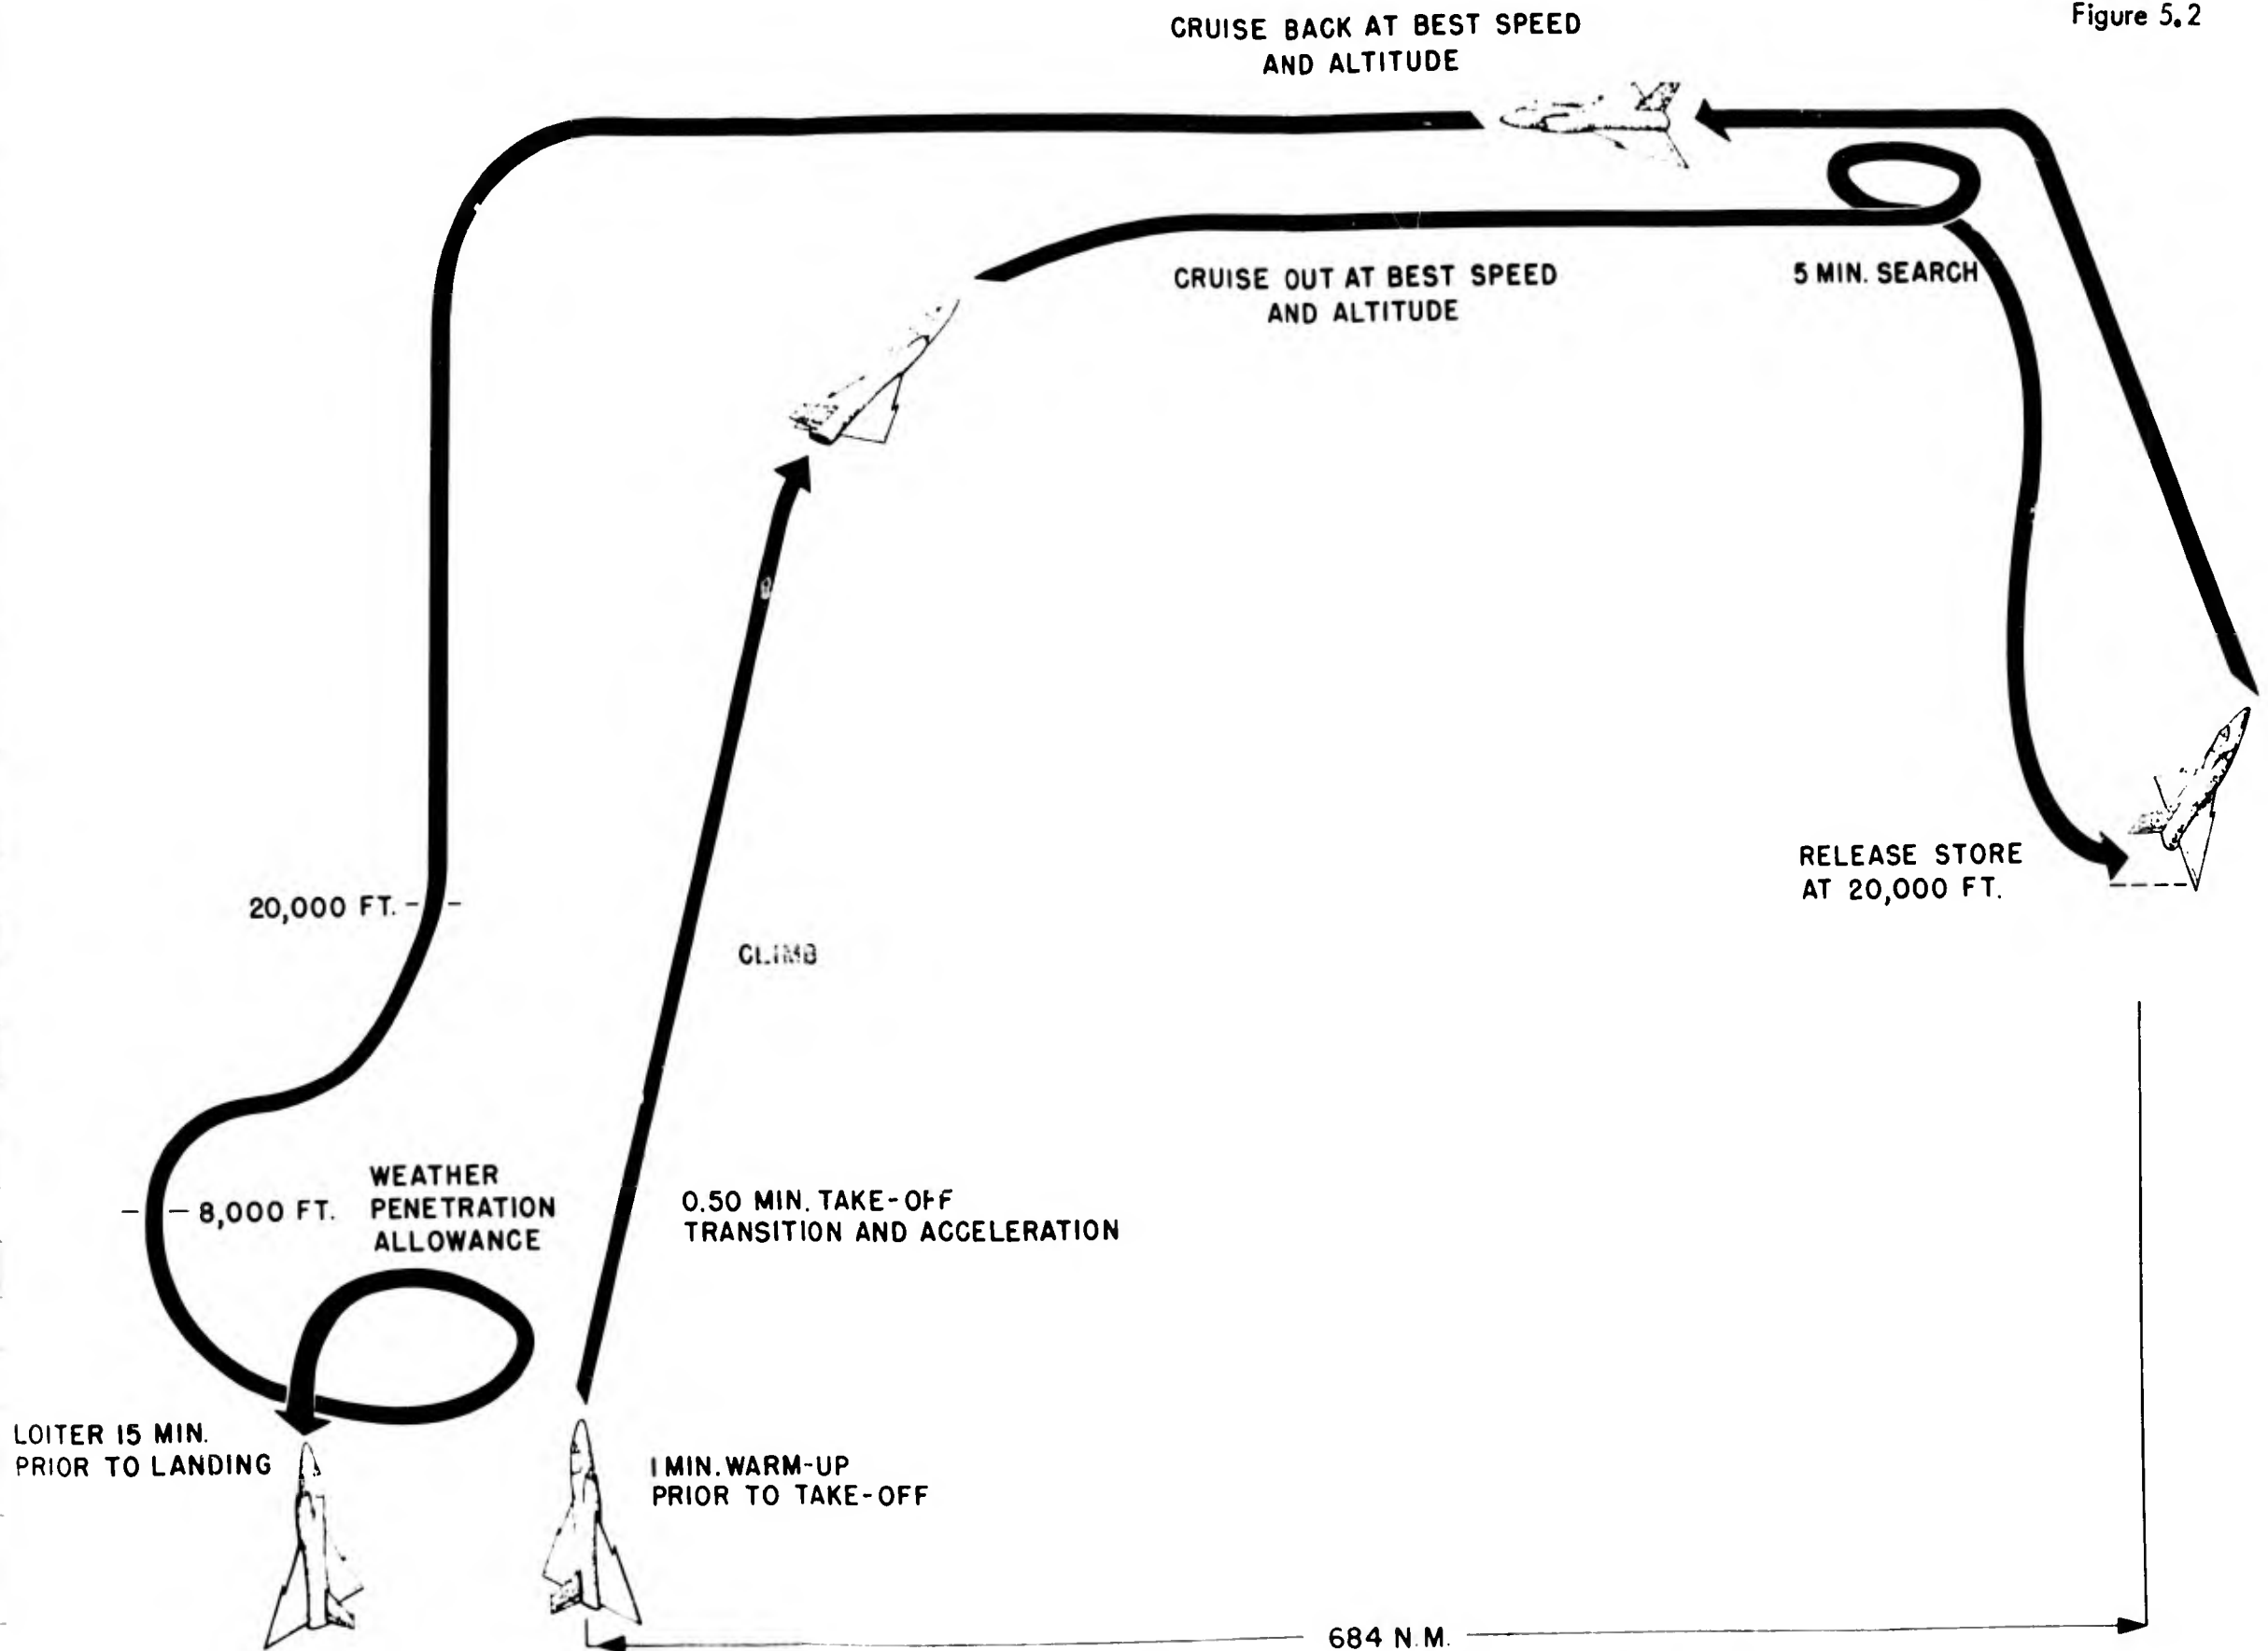 Figure 5.2
CRUISE BACK AT BEST SPEED
AND ALTITUDE
CRUISE OUT AT BEST SPEED
AND ALTITUDE
5 MIN. SEARCH
RELEASE STORE
AT 20,000 FT.
20,000 FT.
CLIMB
WEATHER
PENETRATION
ALLOWANCE
8,000 FT.
0.50 MIN. TAKE-OFF
TRANSITION AND ACCELERATION
LOITER 15 MIN.
PRIOR TO LANDING
1 MIN. WARM-UP
PRIOR TO TAKE-OFF
684 N.M.